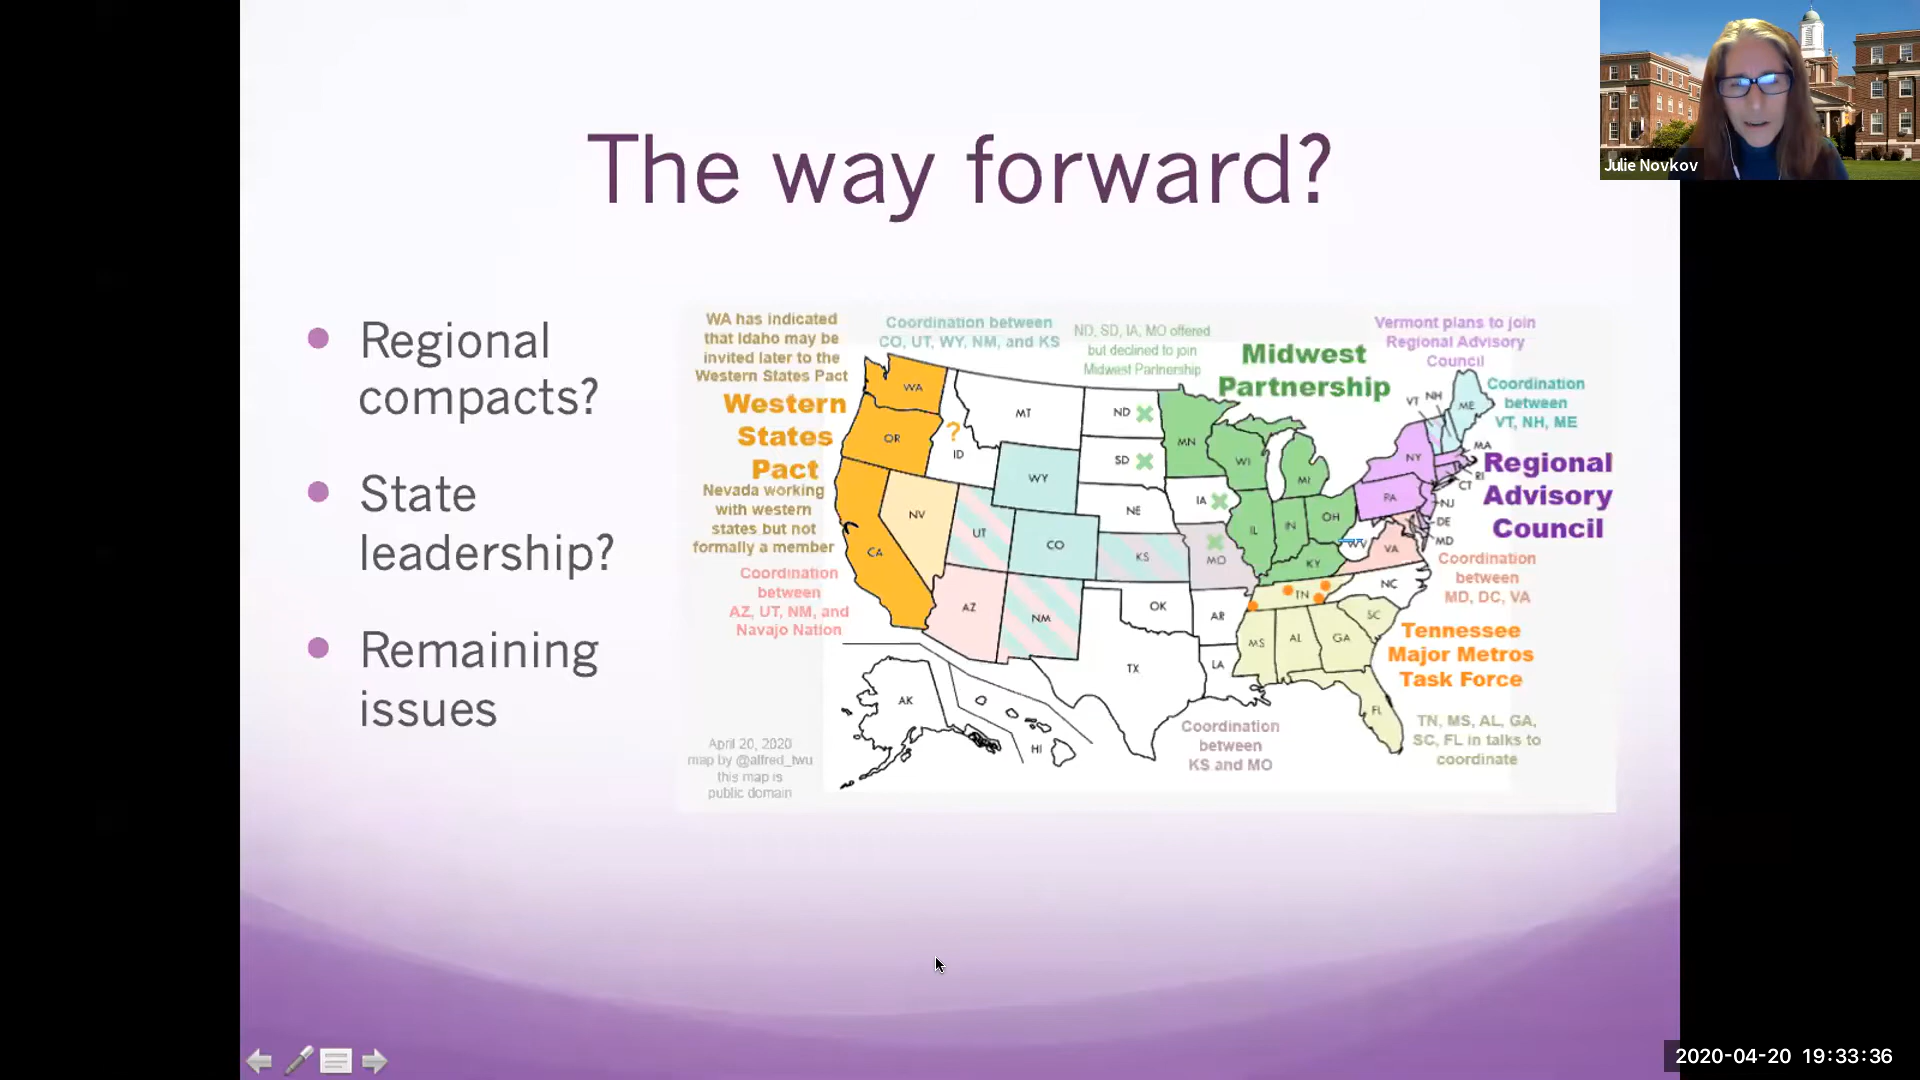 The way forward?
Julie Novkov
Regional
compacts?
State
leadership?
Remaining
issues
WA has indicated
that Idaho may be
invited later to the
Western States Pact
Western
States
Pact
Nevada working
with western
states but not
formally a member
Coordination
between
AZ, UT, NM, and
Navajo Nation
April 20, 2020
map by @alfred_twu
this map is
public domain
Coordination between
CO, UT, WY, NM, and KS
ND, SD, IA, MO offered
but declined to join
Midwest Partnership
Midwest
Partnership
Vermont plans to join
Regional Advisory
Council
Coordination
between
VT, NH, ME
Regional
Advisory
Council
Coordination
between
MD, DC, VA
Tennessee
Major Metros
Task Force
TN, MS, AL, GA,
SC, FL in talks to
coordinate
Coordination
between
KS and MO
WA
OR
CA
NV
?
ID
MT
WY
UT
CO
AZ
NM
ND
SD
NE
KS
OK
TX
MN
IA
MO
AR
LA
WI
IL
MI
IN
OH
KY
TN
MS
AL
GA
FL
SC
NC
VA
WV
PA
NY
VT
NH
ME
MA
RI
CT
NJ
DE
MD
AK
HI
2020-04-20 19:33:36